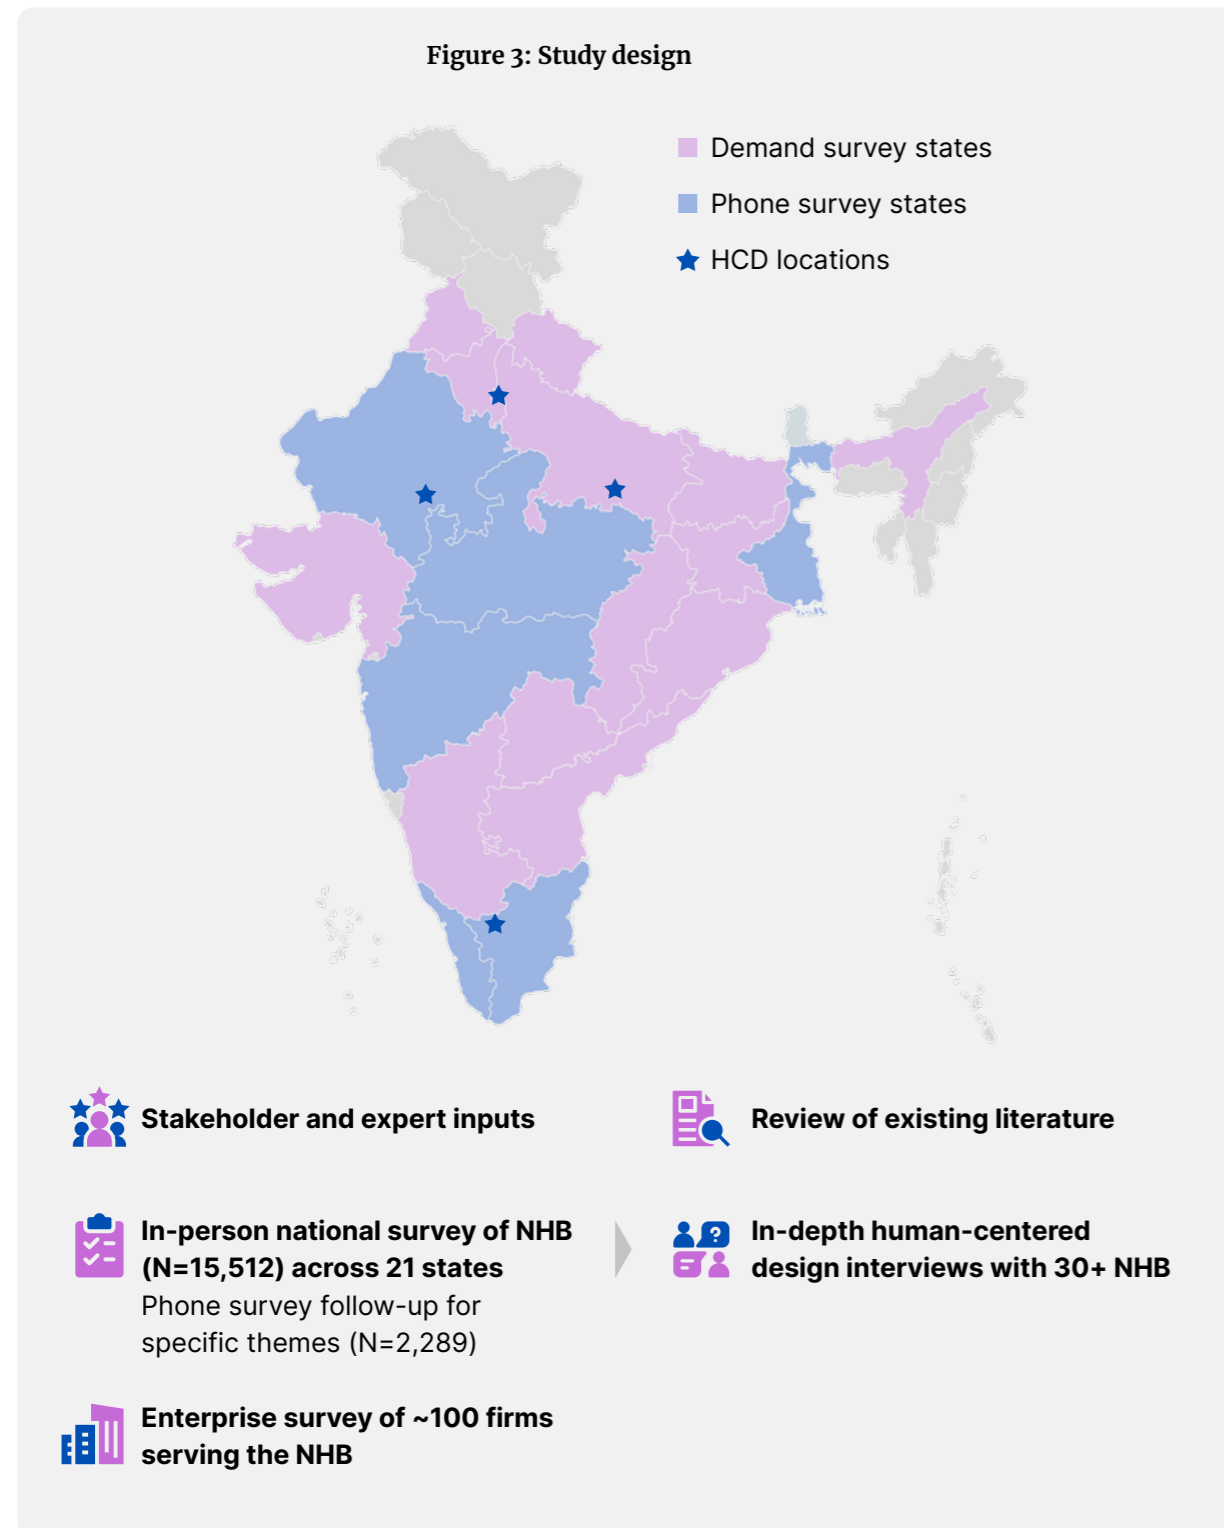 Figure 3: Study design
Demand survey states
Phone survey states
HCD locations
Stakeholder and expert inputs
Review of existing literature
In-person national survey of NHB
(N=15,512) across 21 states
Phone survey follow-up for
specific themes (N=2,289)
In-depth human-centered
design interviews with 30+ NHB
Enterprise survey of ~100 firms
serving the NHB